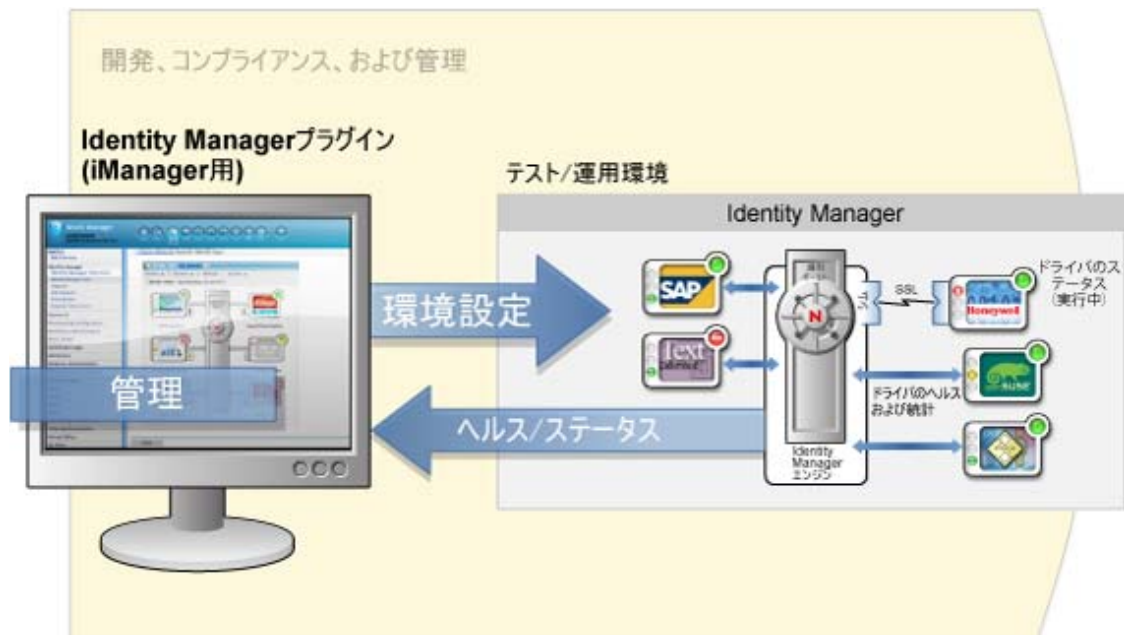 開発、コンプライアンス、および管理
Identity Managerプラグイン
(iManager用)
テスト/運用環境
Identity Manager
環境設定
管理
ヘルス/ステータス
SAP
Text
N
SSL
Honeywell
ドライバのス
テータス
(実行中)
SUSE
ドライバのヘルス
および統計
Identity
Manager
エンジン